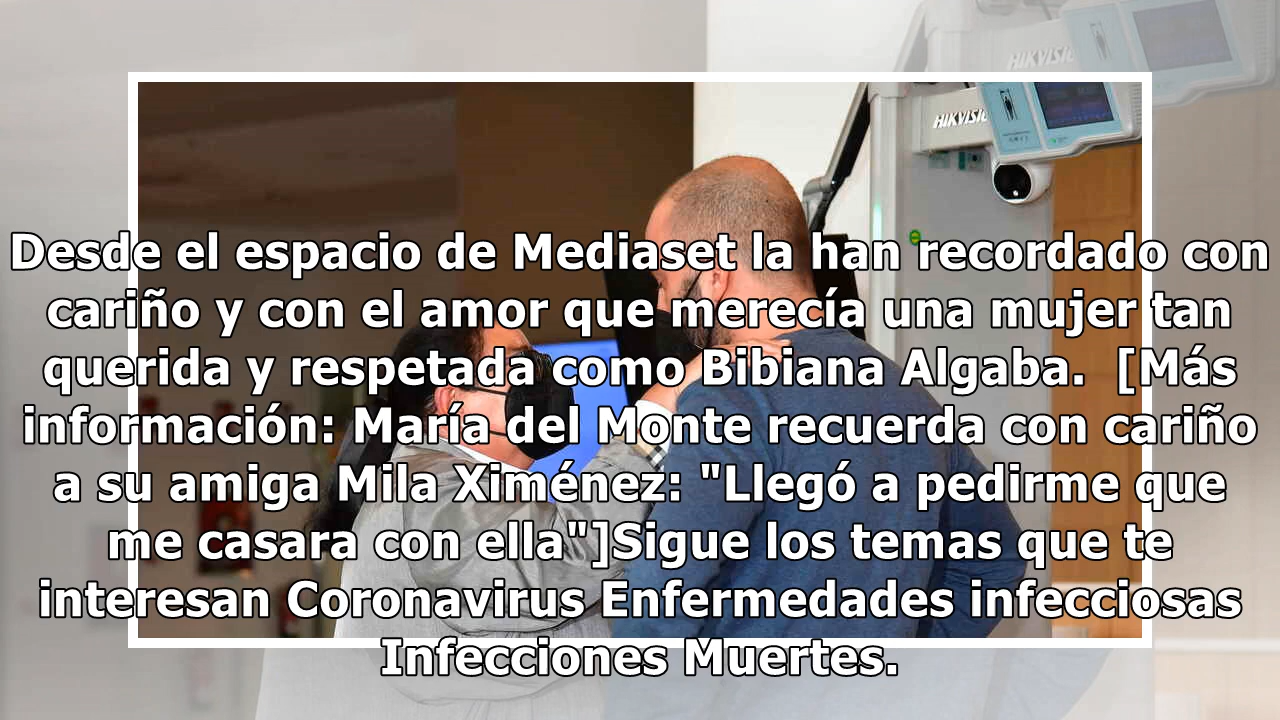 HIKVISIO
HIKVISIO
Desde el espacio de Mediaset la han recordado con
cariño y con el amor que merecía una mujer tan
querida y respetada como Bibiana Algaba.  [Más
información: María del Monte recuerda con cariño
a su amiga Mila Ximénez: "Llegó a pedirme que
me casara con ella"]Sigue los temas que te
interesan Coronavirus Enfermedades infecciosas
Infecciones Muertes.